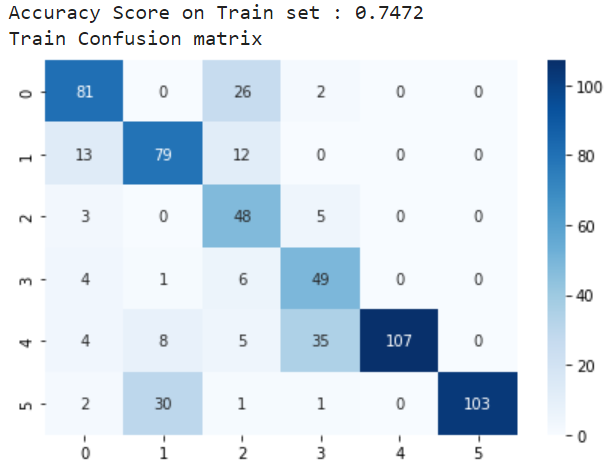 Accuracy Score on Train set : 0.7472
Train Confusion matrix
0 81 0 26 2 0 0
1 13 79 12 0 0 0
2 3 0 48 5 0 0
3 4 1 6 49 0 0
4 4 8 5 35 107 0
5 2 30 1 1 0 103
0 1 2 3 4 5
100
80
60
40
20
0